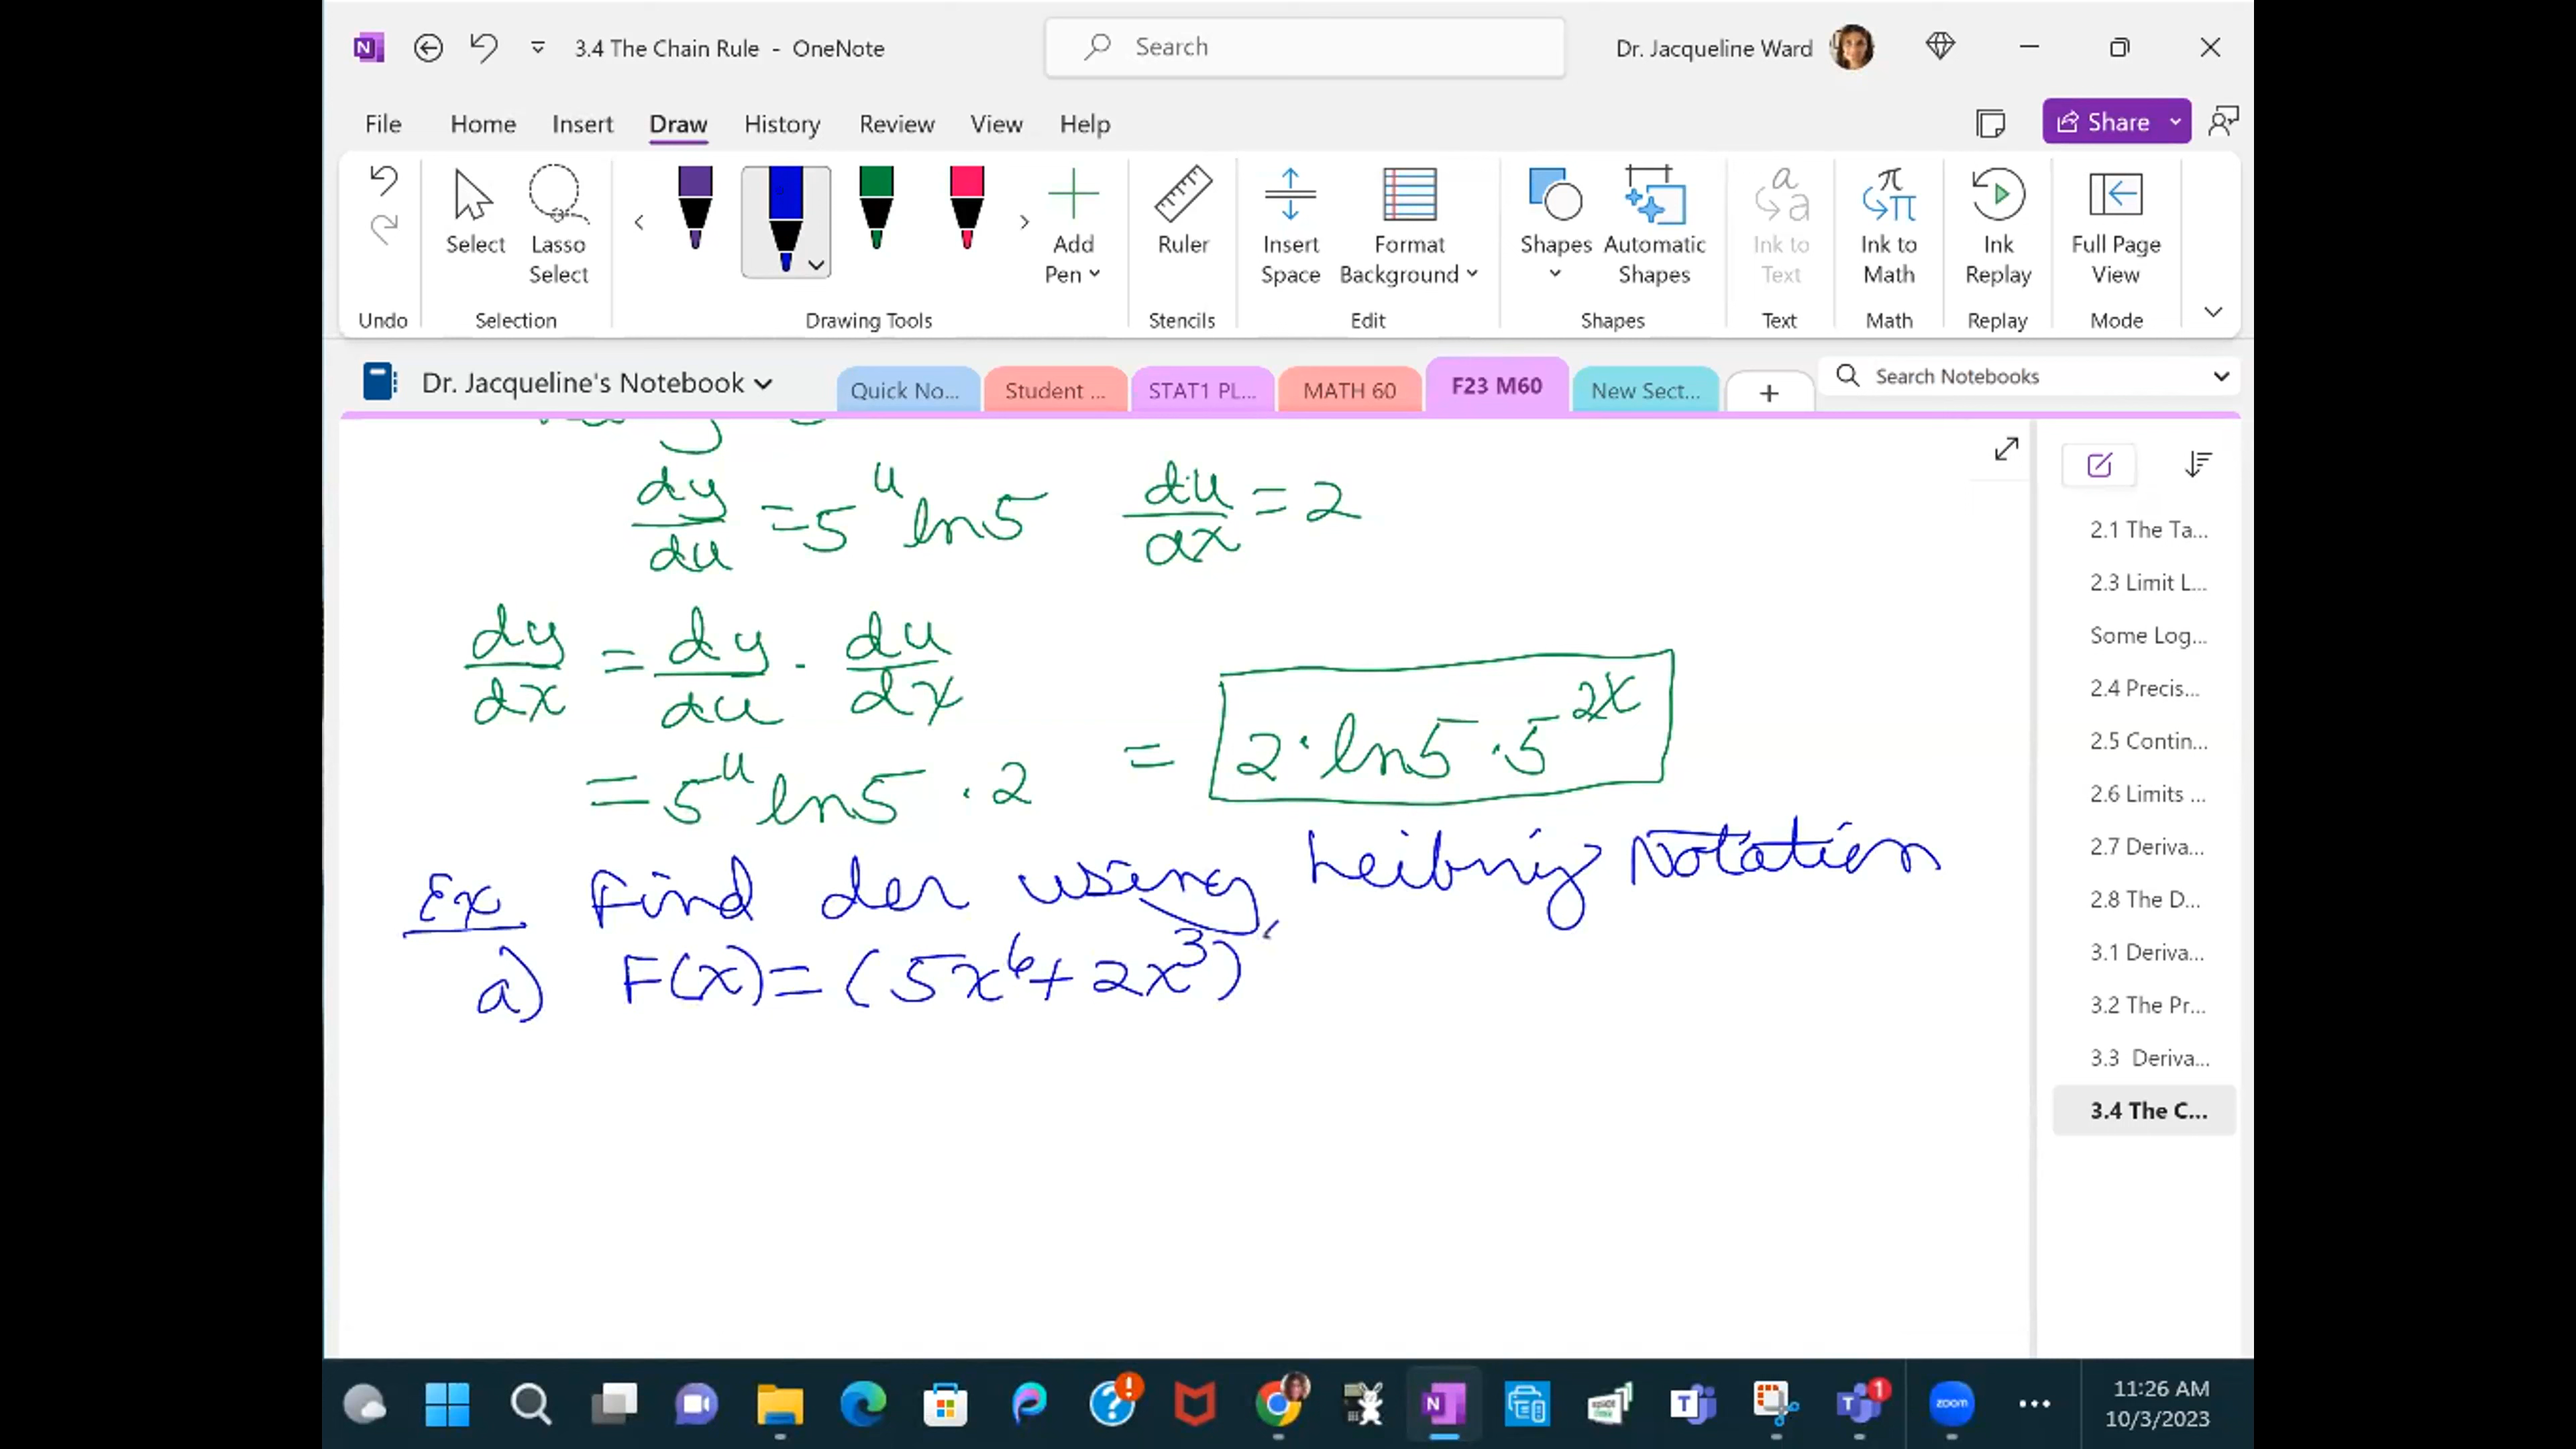 3.4 The Chain Rule - OneNote
Search
Dr. Jacqueline Ward
File Home Insert Draw History Review View Help
Share
Select
Lasso Select
Add Pen
Ruler
Insert Space
Format Background
Shapes
Automatic Shapes
Ink to Text
Ink to Math
Ink Replay
Full Page View
Undo Selection Drawing Tools Stencils Edit Shapes Text Math Replay Mode
Dr. Jacqueline's Notebook
Quick No... Student ... STAT1 PL... MATH 60 F23 M60 New Sect... +
Search Notebooks
dy/du = 5^u ln5 du/dx = 2
dy/dx = dy/du · du/dx
= 5^u ln5 · 2 = 2 · ln5 · 5^2x
Ex Find der using Leibniz Notation
a) F(x) = (5x^6 + 2x^3)
2.1 The Ta...
2.3 Limit L...
Some Log...
2.4 Precis...
2.5 Contin...
2.6 Limits ...
2.7 Deriva...
2.8 The D...
3.1 Deriva...
3.2 The Pr...
3.3 Deriva...
3.4 The C...
zoom
1
11:26 AM
10/3/2023